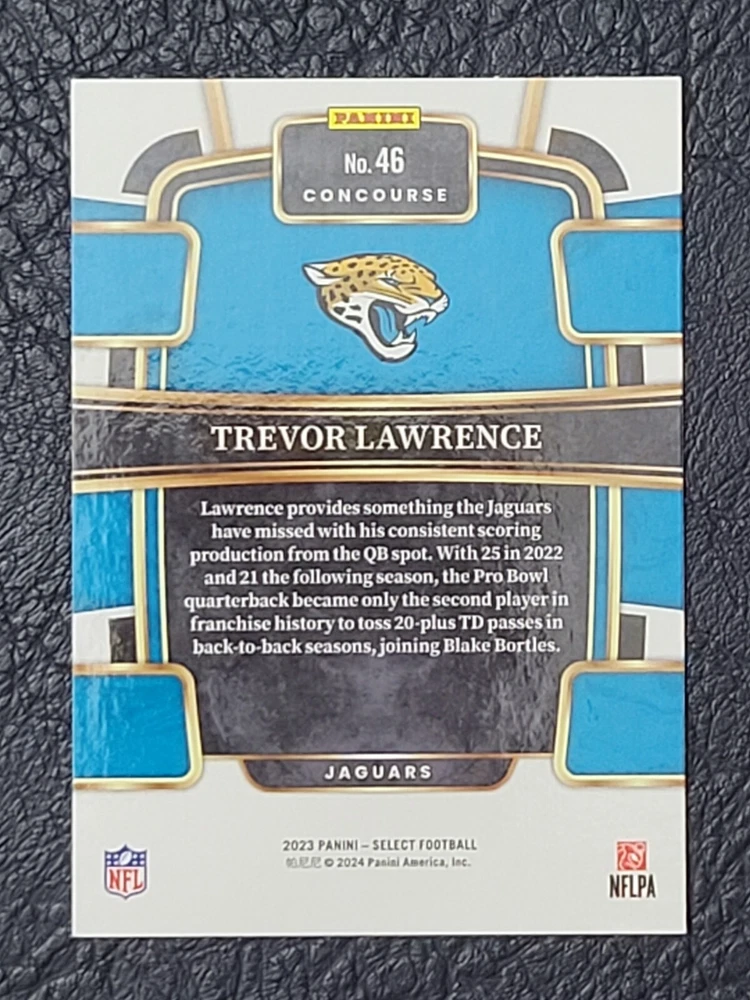 PANINI
No. 46
CONCOURSE
TREVOR LAWRENCE
Lawrence provides something the Jaguars
have missed with his consistent scoring
production from the QB spot. With 25 in 2022
and 21 the following season, the Pro Bowl
quarterback became only the second player in
franchise history to toss 20-plus TD passes in
back-to-back seasons, joining Blake Bortles.
JAGUARS
2023 PANINI – SELECT FOOTBALL
帕尼尼 © 2024 Panini America, Inc.
NFL
NFLPA